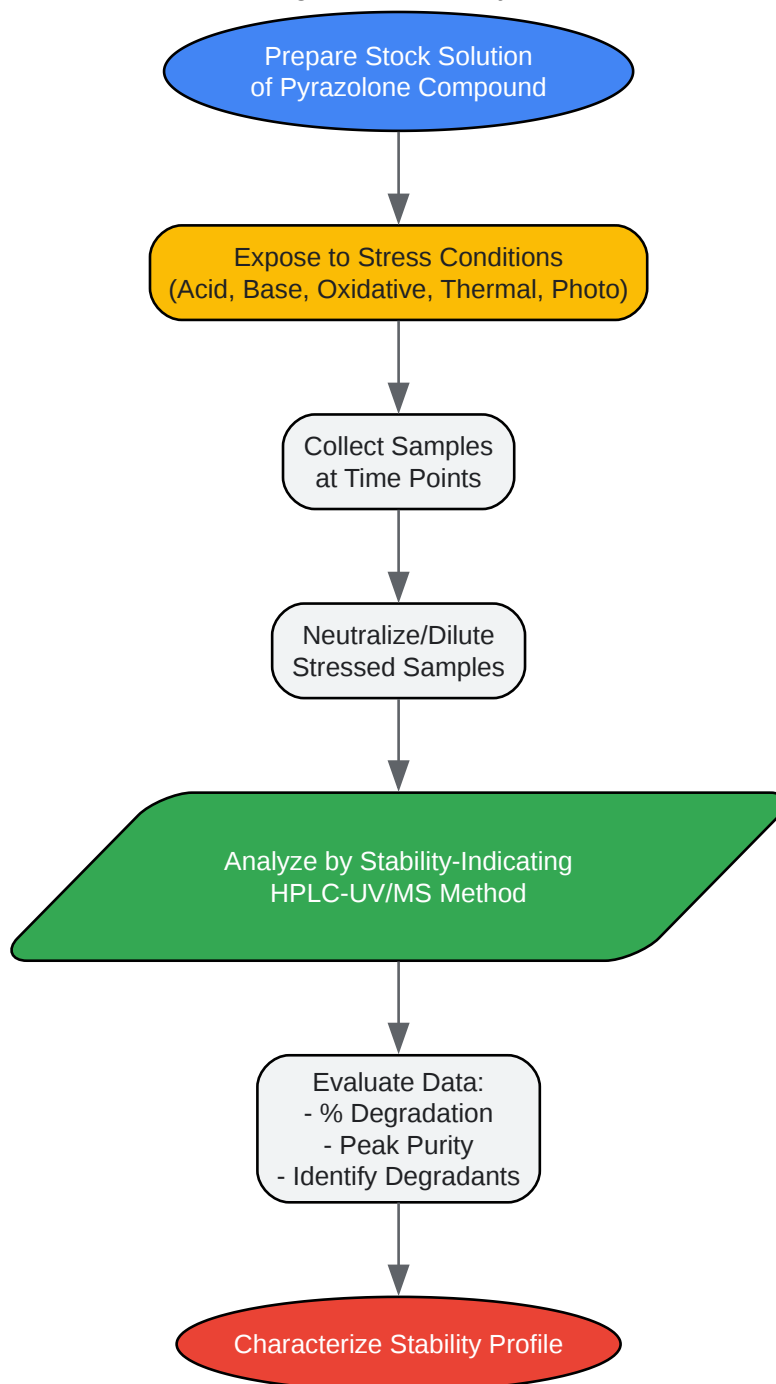 Prepare Stock Solution
of Pyrazolone Compound
Expose to Stress Conditions
(Acid, Base, Oxidative, Thermal, Photo)
Collect Samples
at Time Points
Neutralize/Dilute
Stressed Samples
Analyze by Stability-Indicating
HPLC-UV/MS Method
Evaluate Data:
- % Degradation
- Peak Purity
- Identify Degradants
Characterize Stability Profile